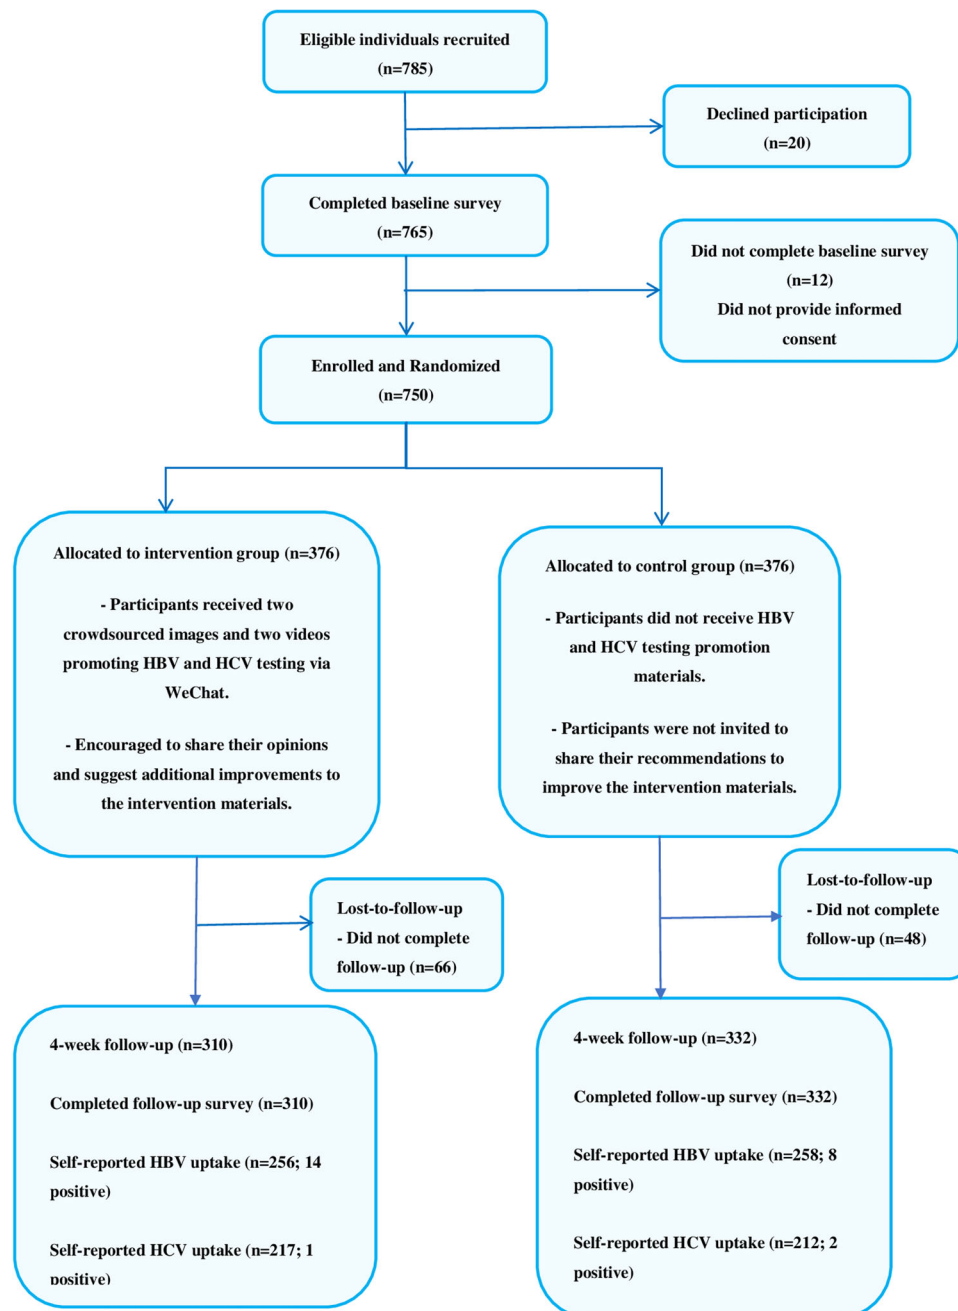 Eligible individuals recruited
(n=785)
Declined participation
(n=20)
Completed baseline survey
(n=765)
Did not complete baseline survey
(n=12)
Did not provide informed
consent
Enrolled and Randomized
(n=750)
Allocated to intervention group (n=376)
- Participants received two
crowdsourced images and two videos
promoting HBV and HCV testing via
WeChat.
- Encouraged to share their opinions
and suggest additional improvements to
the intervention materials.
Allocated to control group (n=376)
- Participants did not receive HBV
and HCV testing promotion
materials.
- Participants were not invited to
share their recommendations to
improve the intervention materials.
Lost-to-follow-up
- Did not complete
follow-up (n=66)
Lost-to-follow-up
- Did not complete
follow-up (n=48)
4-week follow-up (n=310)
Completed follow-up survey (n=310)
Self-reported HBV uptake (n=256; 14
positive)
Self-reported HCV uptake (n=217; 1
positive)
4-week follow-up (n=332)
Completed follow-up survey (n=332)
Self-reported HBV uptake (n=258; 8
positive)
Self-reported HCV uptake (n=212; 2
positive)